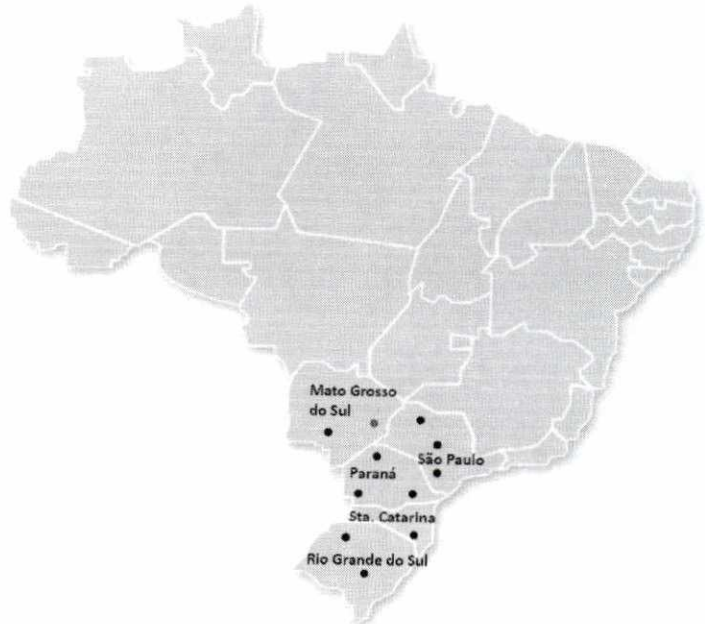 Mato Grosso
do Sul
São Paulo
Paraná
Sta. Catarina
Rio Grande do Sul